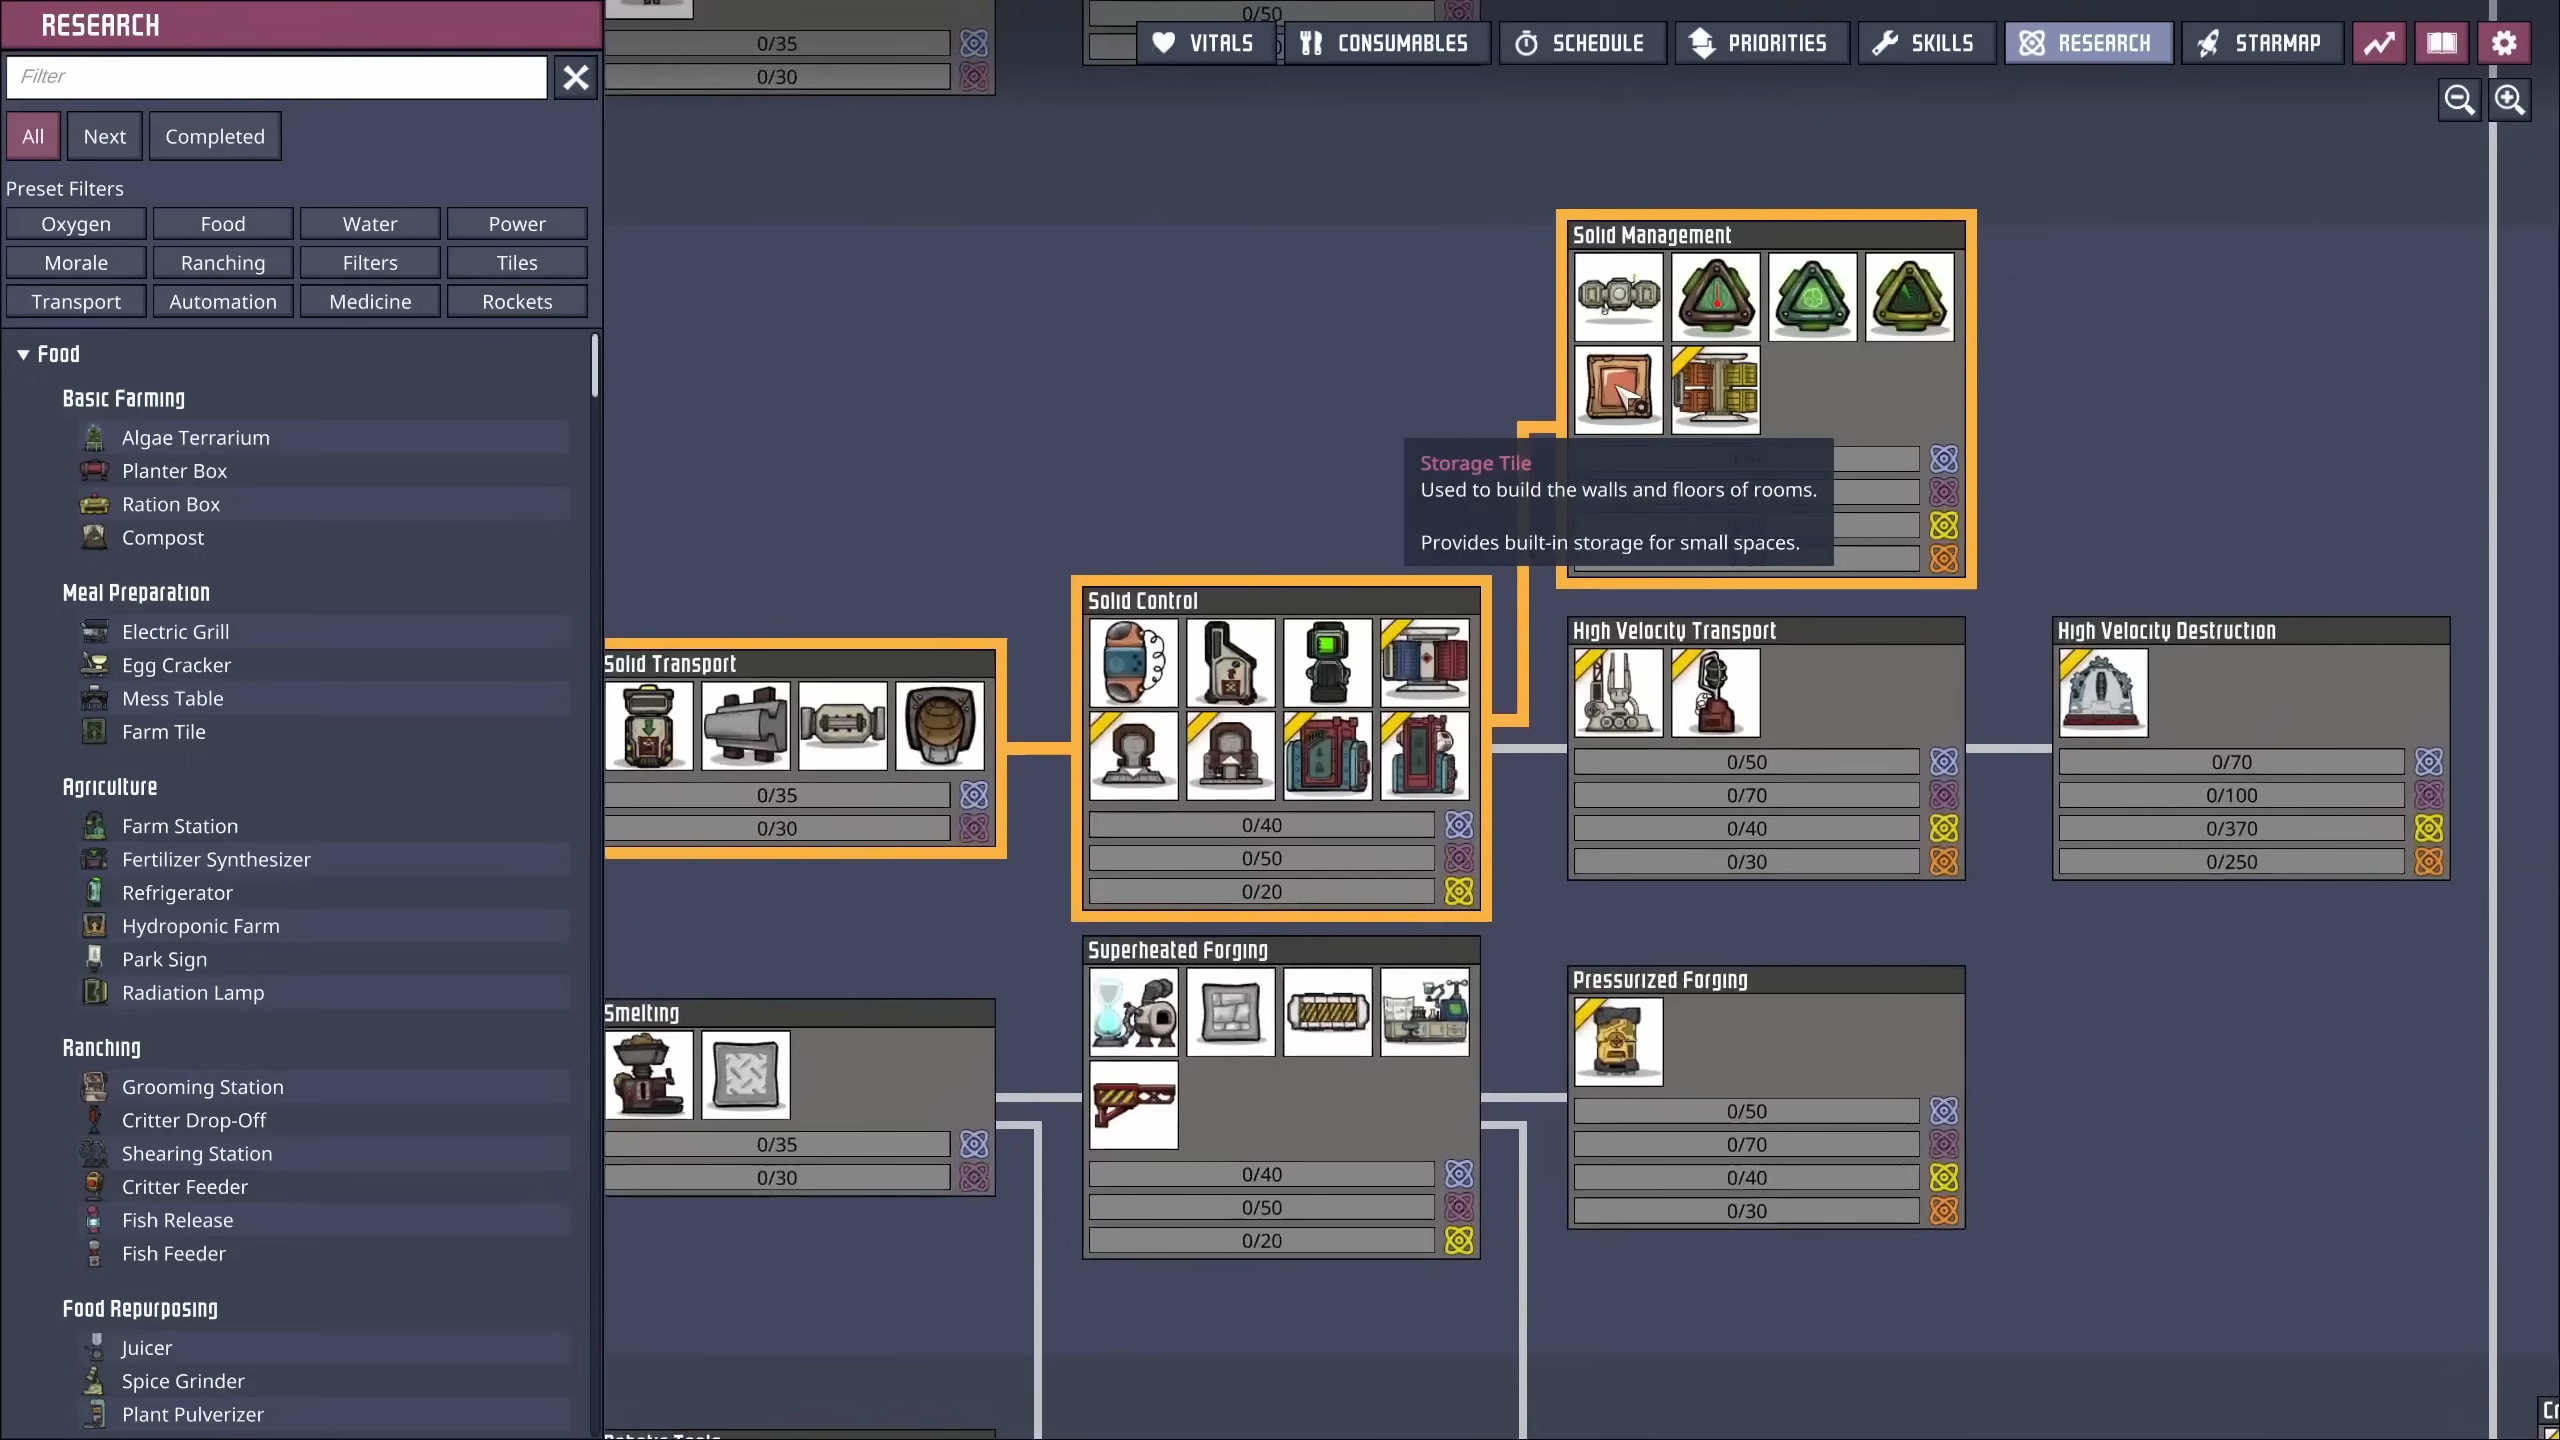 RESEARCH
Filter
All
Next
Completed
Preset Filters
Oxygen
Food
Water
Power
Morale
Ranching
Filters
Tiles
Transport
Automation
Medicine
Rockets
Food
Basic Farming
Algae Terrarium
Planter Box
Ration Box
Compost
Meal Preparation
Electric Grill
Egg Cracker
Mess Table
Farm Tile
Agriculture
Farm Station
Fertilizer Synthesizer
Refrigerator
Hydroponic Farm
Park Sign
Radiation Lamp
Ranching
Grooming Station
Critter Drop-Off
Shearing Station
Critter Feeder
Fish Release
Fish Feeder
Food Repurposing
Juicer
Spice Grinder
Plant Pulverizer
VITALS
CONSUMABLES
SCHEDULE
PRIORITIES
SKILLS
RESEARCH
STARMAP
0/35
0/30
0/50
Solid Transport
0/35
0/30
Smelting
0/35
0/30
Solid Control
0/40
0/50
0/20
Superheated Forging
0/40
0/50
0/20
Solid Management
Storage Tile
Used to build the walls and floors of rooms.
Provides built-in storage for small spaces.
High Velocity Transport
0/50
0/70
0/40
0/30
Pressurized Forging
0/50
0/70
0/40
0/30
High Velocity Destruction
0/70
0/100
0/370
0/250